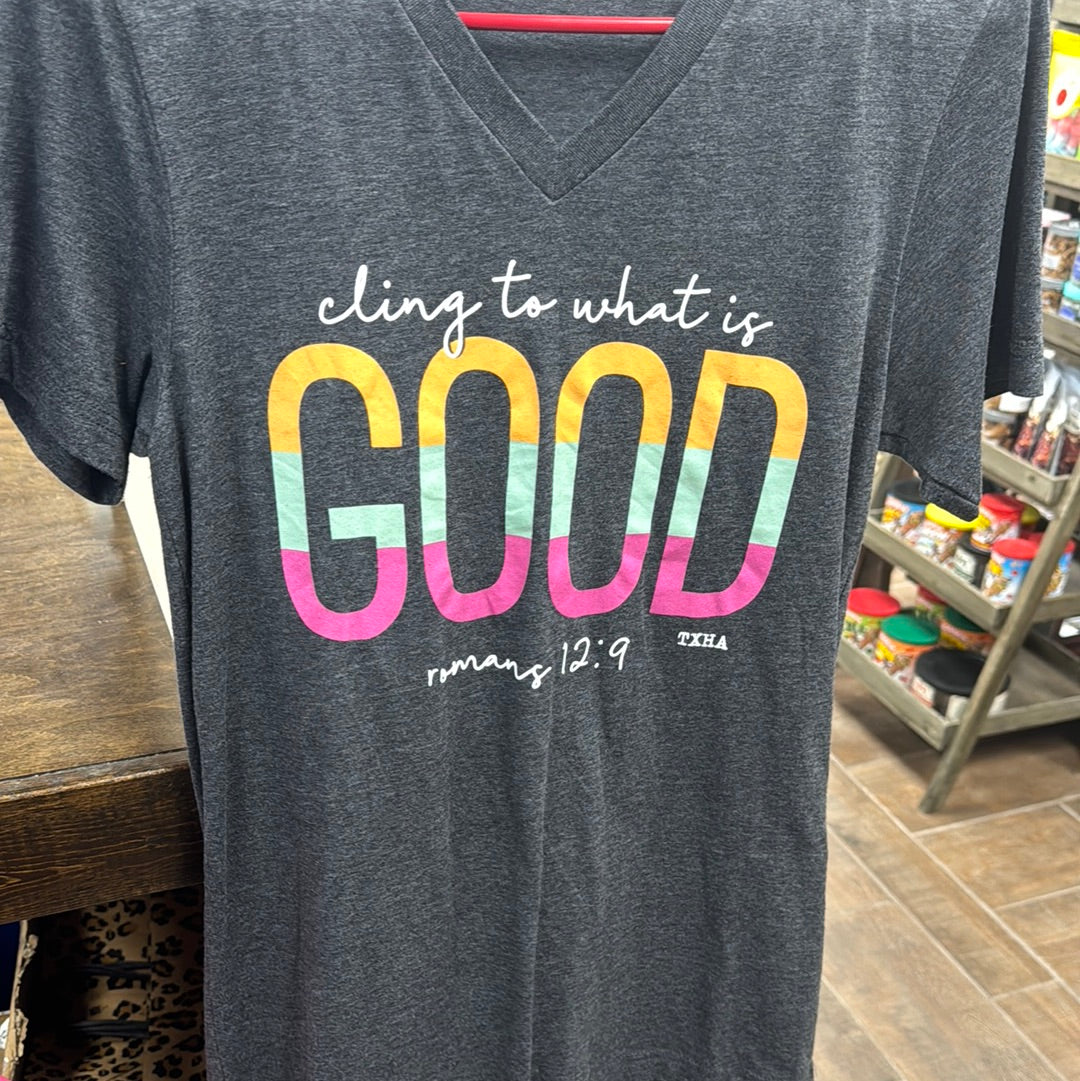 cling to what is
GOOD
TXHA
romans 12:9